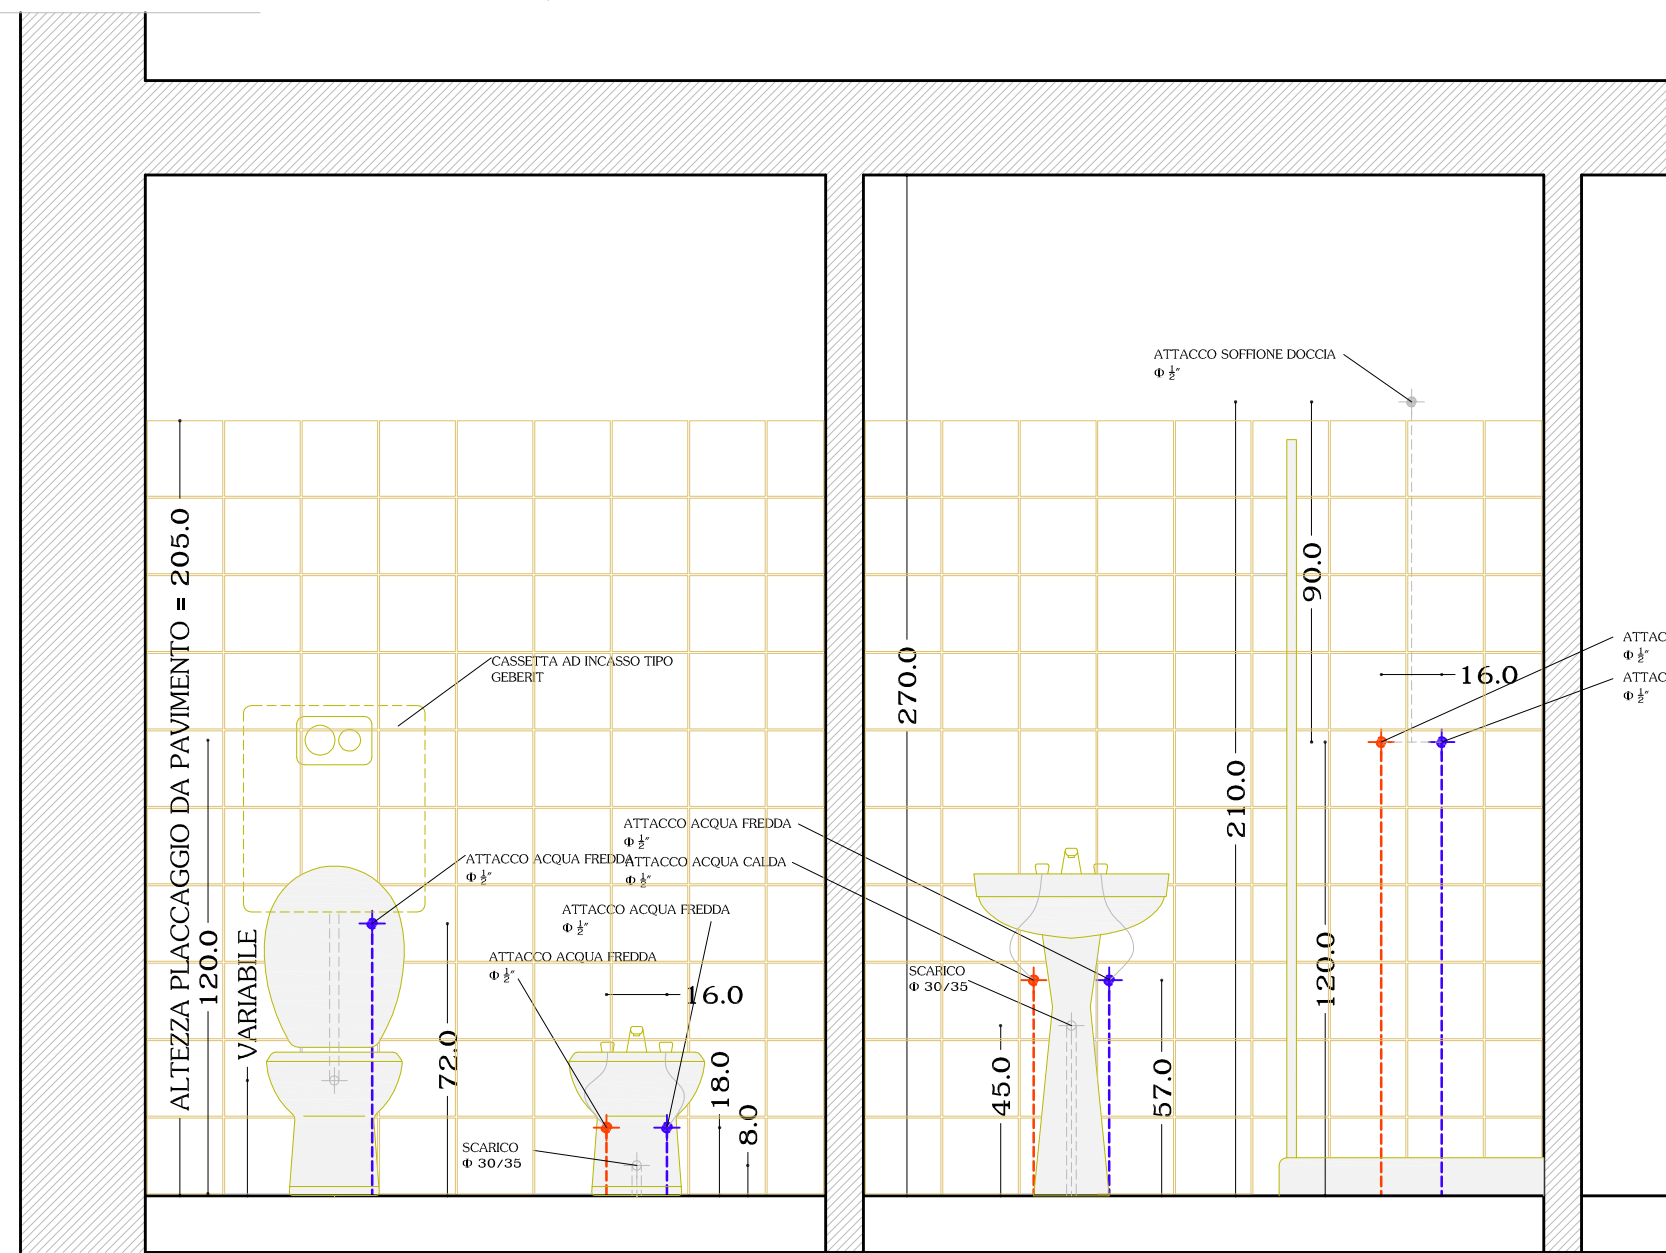 ATTACCO SOFFIONE DOCCIA
Φ ½"
ALTEZZA PLACCAGGIO DA PAVIMENTO = 205.0
120.0
VARIABILE
CASSETTA AD INCASSO TIPO
GEBERIT
ATTACCO ACQUA FREDDA
Φ ½"
72.0
ATTACCO ACQUA FREDDA
Φ ½"
ATTACCO ACQUA CALDA
Φ ½"
ATTACCO ACQUA FREDDA
Φ ½"
ATTACCO ACQUA FREDDA
Φ ½"
16.0
18.0
8.0
SCARICO
Φ 30/35
270.0
SCARICO
Φ 30/35
45.0
57.0
210.0
90.0
120.0
16.0
ATTAC
Φ ½"
ATTAC
Φ ½"